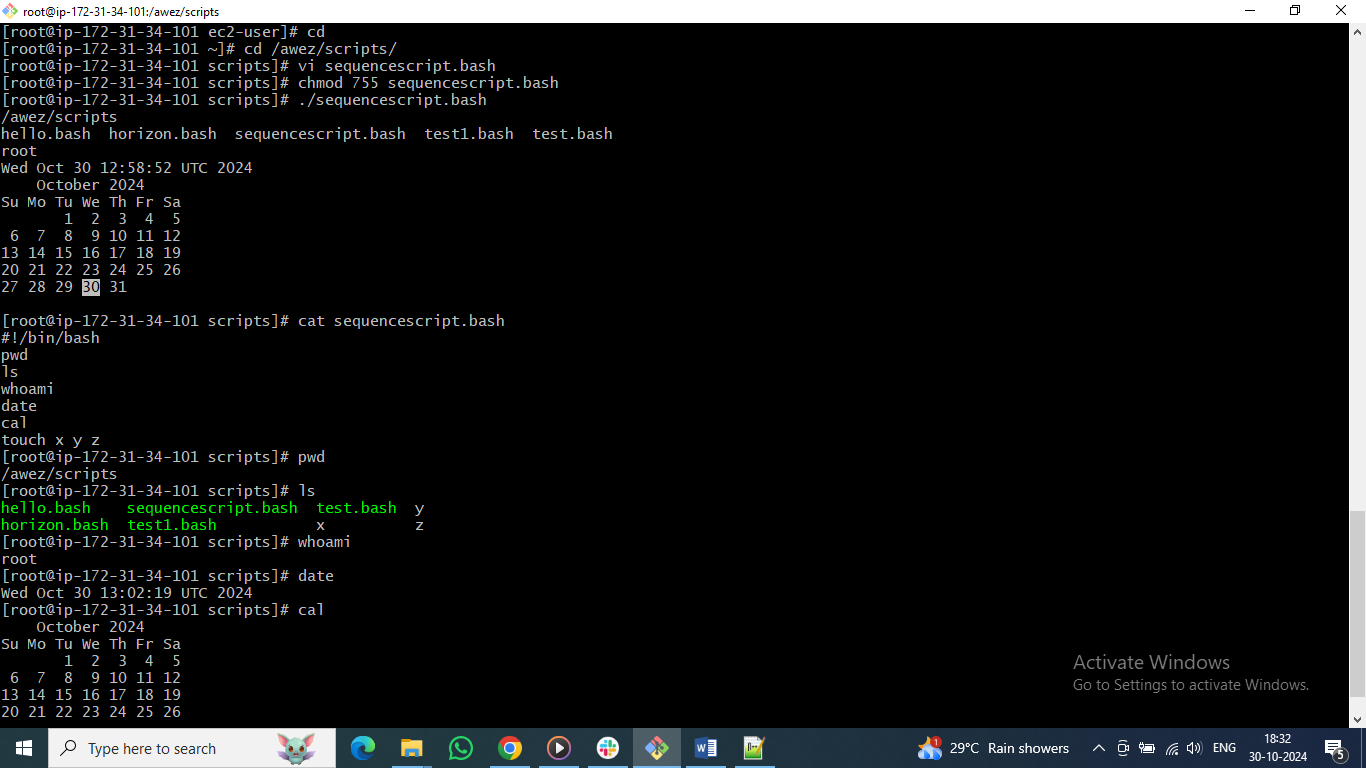 root@ip-172-31-34-101:/awez/scripts
[root@ip-172-31-34-101 ec2-user]# cd
[root@ip-172-31-34-101 ~]# cd /awez/scripts/
[root@ip-172-31-34-101 scripts]# vi sequencescript.bash
[root@ip-172-31-34-101 scripts]# chmod 755 sequencescript.bash
[root@ip-172-31-34-101 scripts]# ./sequencescript.bash
/awez/scripts
hello.bash  horizon.bash  sequencescript.bash  test1.bash  test.bash
root
Wed Oct 30 12:58:52 UTC 2024
    October 2024
Su Mo Tu We Th Fr Sa
       1  2  3  4  5
 6  7  8  9 10 11 12
13 14 15 16 17 18 19
20 21 22 23 24 25 26
27 28 29 30 31
[root@ip-172-31-34-101 scripts]# cat sequencescript.bash
#!/bin/bash
pwd
ls
whoami
date
cal
touch x y z
[root@ip-172-31-34-101 scripts]# pwd
/awez/scripts
[root@ip-172-31-34-101 scripts]# ls
hello.bash    sequencescript.bash  test.bash  y
horizon.bash  test1.bash           x          z
[root@ip-172-31-34-101 scripts]# whoami
root
[root@ip-172-31-34-101 scripts]# date
Wed Oct 30 13:02:19 UTC 2024
[root@ip-172-31-34-101 scripts]# cal
    October 2024
Su Mo Tu We Th Fr Sa
       1  2  3  4  5
 6  7  8  9 10 11 12
13 14 15 16 17 18 19
20 21 22 23 24 25 26
Activate Windows
Go to Settings to activate Windows.
Type here to search
1
29°C Rain showers
ENG
18:32
30-10-2024
5